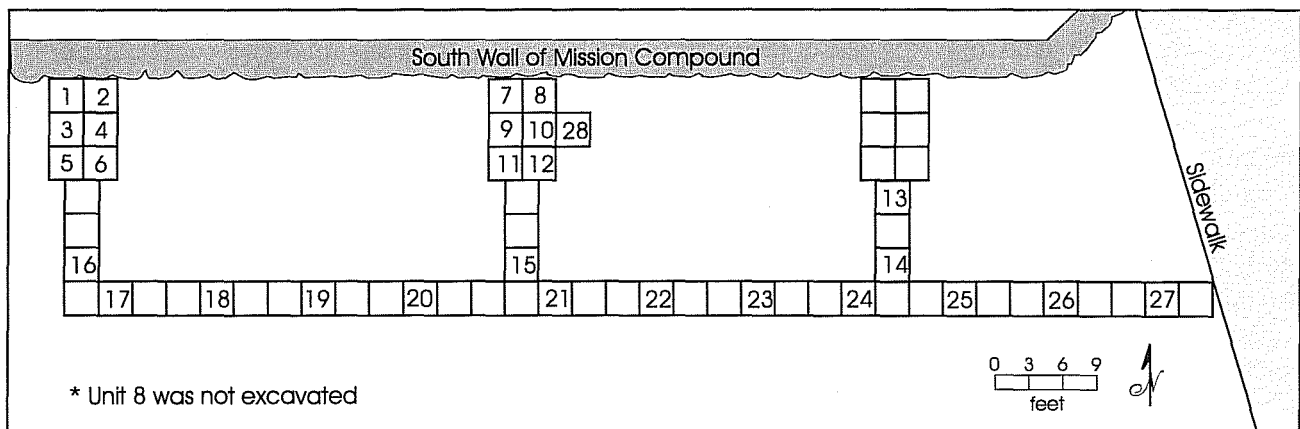 South Wall of Mission Compound
1 2 7 8
3 4 9 10 28
5 6 11 12
13
Sidewalk
16 15 14
17 18 19 20 21 22 23 24 25 26 27
0 3 6 9
feet
N
* Unit 8 was not excavated